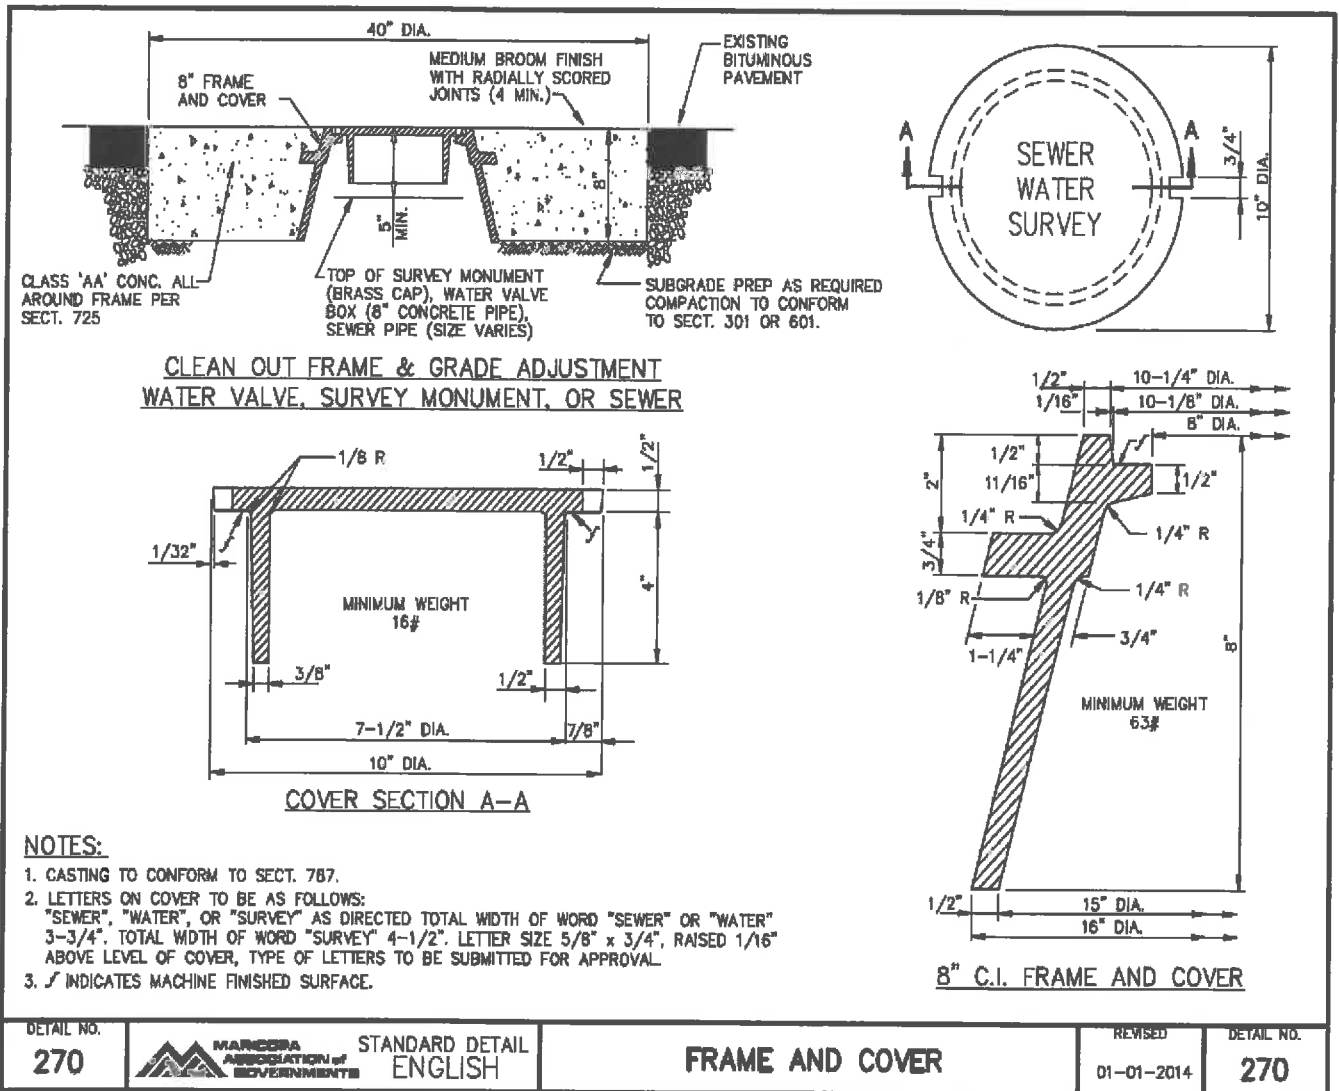 40" DIA.
8" FRAME
AND COVER
MEDIUM BROOM FINISH
WITH RADIALLY SCORED
JOINTS (4 MIN.)
EXISTING
BITUMINOUS
PAVEMENT
5"
MIN.
8"
CLASS 'AA' CONC. ALL
AROUND FRAME PER
SECT. 725
TOP OF SURVEY MONUMENT
(BRASS CAP), WATER VALVE
BOX (8" CONCRETE PIPE),
SEWER PIPE (SIZE VARIES)
SUBGRADE PREP AS REQUIRED
COMPACTION TO CONFORM
TO SECT. 301 OR 601.
CLEAN OUT FRAME & GRADE ADJUSTMENT
WATER VALVE, SURVEY MONUMENT, OR SEWER
A
A
SEWER
WATER
SURVEY
3/4"
10" DIA.
1/8 R
1/2"
1/2"
1/32"
4"
MINIMUM WEIGHT
16#
3/8"
1/2"
7-1/2" DIA.
7/8"
10" DIA.
COVER SECTION A-A
1/2"
10-1/4" DIA.
1/16"
10-1/8" DIA.
8" DIA.
2"
1/2"
11/16"
1/2"
1/4" R
1/4" R
3/4"
1/8" R
1/4" R
1-1/4"
3/4"
8"
MINIMUM WEIGHT
63#
1/2"
15" DIA.
16" DIA.
8" C.I. FRAME AND COVER
NOTES:
1. CASTING TO CONFORM TO SECT. 787.
2. LETTERS ON COVER TO BE AS FOLLOWS:
"SEWER", "WATER", OR "SURVEY" AS DIRECTED TOTAL WIDTH OF WORD "SEWER" OR "WATER"
3-3/4". TOTAL WIDTH OF WORD "SURVEY" 4-1/2". LETTER SIZE 5/8" x 3/4", RAISED 1/16"
ABOVE LEVEL OF COVER, TYPE OF LETTERS TO BE SUBMITTED FOR APPROVAL
3. ƒ INDICATES MACHINE FINISHED SURFACE.
DETAIL NO.
270
MARICOPA
ASSOCIATION of
GOVERNMENTS
STANDARD DETAIL
ENGLISH
FRAME AND COVER
REVISED
01-01-2014
DETAIL NO.
270